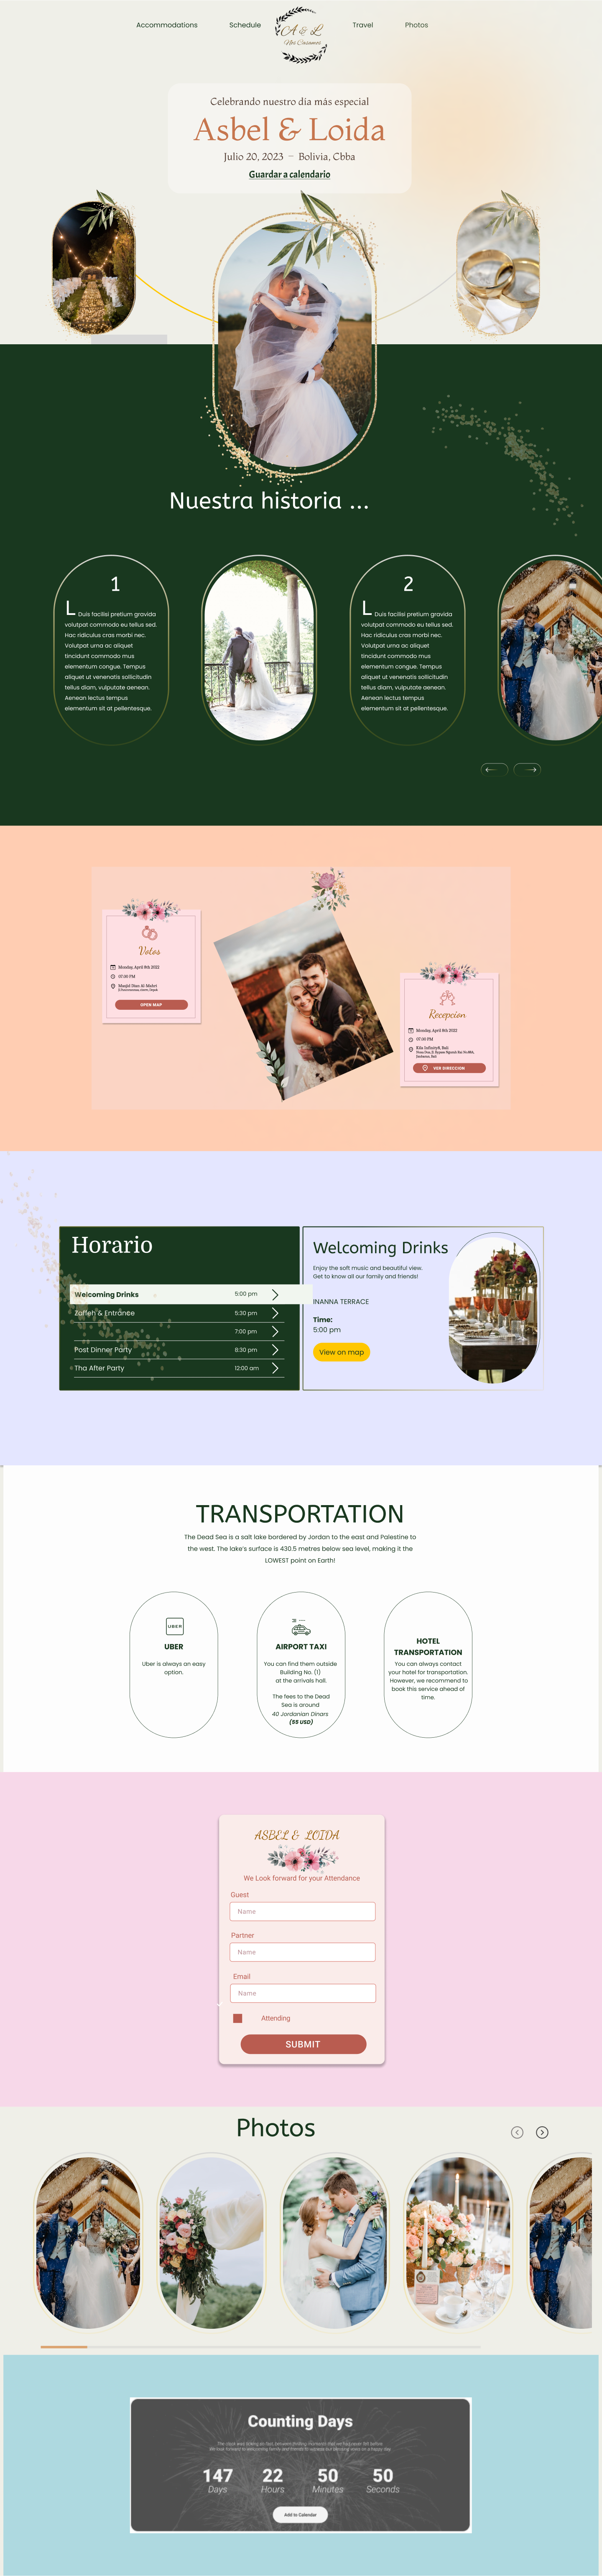 Accommodations
Schedule
CA & L
Nos Casamos
Travel
Photos
Celebrando nuestro día más especial
Asbel & Loida
Julio 20, 2023 — Bolivia, Cbba
Guardar a calendario
Nuestra historia ...
1
L Duis facilisi pretium gravida
volutpat commodo eu tellus sed.
Hac ridiculus cras morbi nec.
Volutpat urna ac aliquet
tincidunt commodo mus
elementum congue. Tempus
aliquet ut venenatis sollicitudin
tellus diam, vulputate aenean.
Aenean lectus tempus
elementum sit at pellentesque.
2
L Duis facilisi pretium gravida
volutpat commodo eu tellus sed.
Hac ridiculus cras morbi nec.
Volutpat urna ac aliquet
tincidunt commodo mus
elementum congue. Tempus
aliquet ut venenatis sollicitudin
tellus diam, vulputate aenean.
Aenean lectus tempus
elementum sit at pellentesque.
Votos
Monday, April 8th 2022
07.00 PM
Masjid Dian Al-Mahri
OPEN MAP
Recepcion
Monday, April 8th 2022
07.00 PM
Kila Infinity8, Bali
VER DIRECCION
Horario
Welcoming Drinks
5:00 pm
Zaffeh & Entrance
5:30 pm
7:00 pm
Post Dinner Party
8:30 pm
Tha After Party
12:00 am
Welcoming Drinks
Enjoy the soft music and beautiful view.
Get to know all our family and friends!
INANNA TERRACE
Time:
5:00 pm
View on map
TRANSPORTATION
The Dead Sea is a salt lake bordered by Jordan to the east and Palestine to
the west. The lake's surface is 430.5 metres below sea level, making it the
LOWEST point on Earth!
UBER
UBER
Uber is always an easy
option.
AIRPORT TAXI
You can find them outside
Building No. (1)
at the arrivals hall.
The fees to the Dead
Sea is around
40 Jordanian Dinars
(55 USD)
HOTEL
TRANSPORTATION
You can always contact
your hotel for transportation.
However, we recommend to
book this service ahead of
time.
ASBEL & LOIDA
We Look forward for your Attendance
Guest
Name
Partner
Name
Email
Name
Attending
SUBMIT
Photos
Counting Days
147
Days
22
Hours
50
Minutes
50
Seconds
Add to Calendar